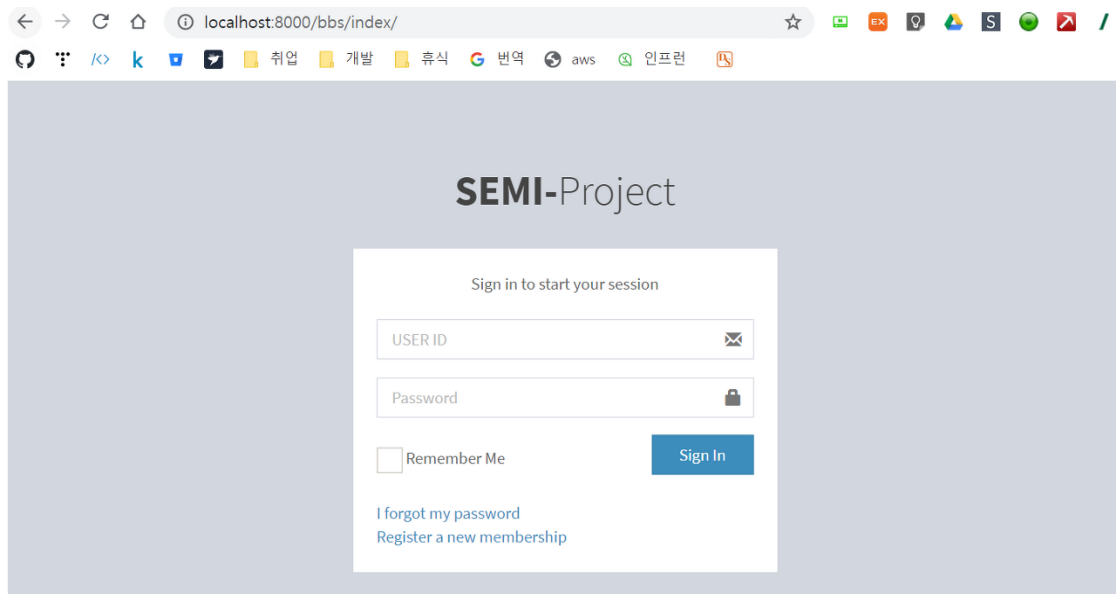 localhost:8000/bbs/index/
EX
S
k
취업
개발
휴식
G
번역
aws
인프런
SEMI-Project
Sign in to start your session
USER ID
Password
Remember Me
Sign In
I forgot my password
Register a new membership